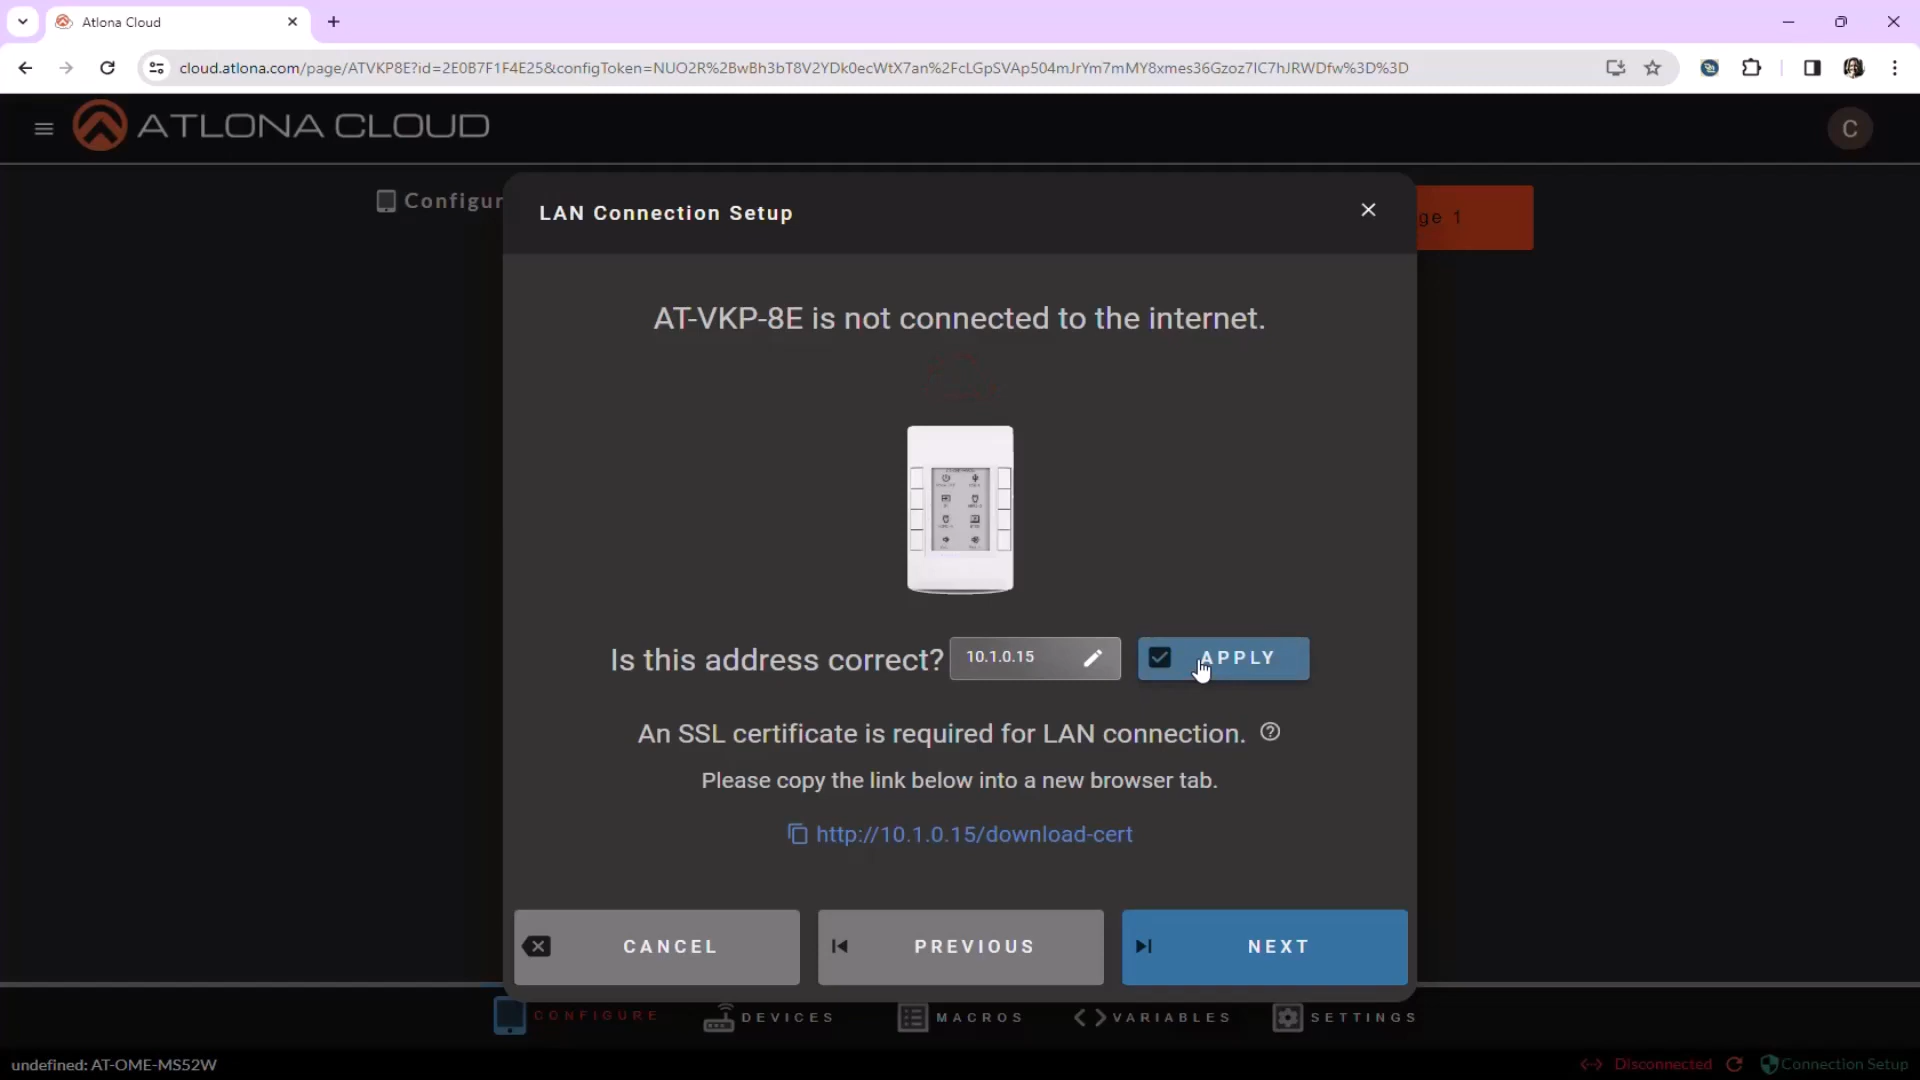 Atlona Cloud
cloud.atlona.com/page/ATVKP8E?id=2E0B7F1F4E25&configToken=NUO2R%2BwBh3bT8V2YDk0ecWtX7an%2FcLGpSVAp504mJrYm7mMY8xmes36Gzoz7IC7hJRWDfw%3D%3D
ATLONA CLOUD
C
Configur
LAN Connection Setup
ge 1
AT-VKP-8E is not connected to the internet.
Is this address correct? 10.1.0.15 APPLY
An SSL certificate is required for LAN connection.
Please copy the link below into a new browser tab.
http://10.1.0.15/download-cert
CANCEL PREVIOUS NEXT
CONFIGURE DEVICES MACROS VARIABLES SETTINGS
undefined: AT-OME-MS52W
Disconnected Connection Setup